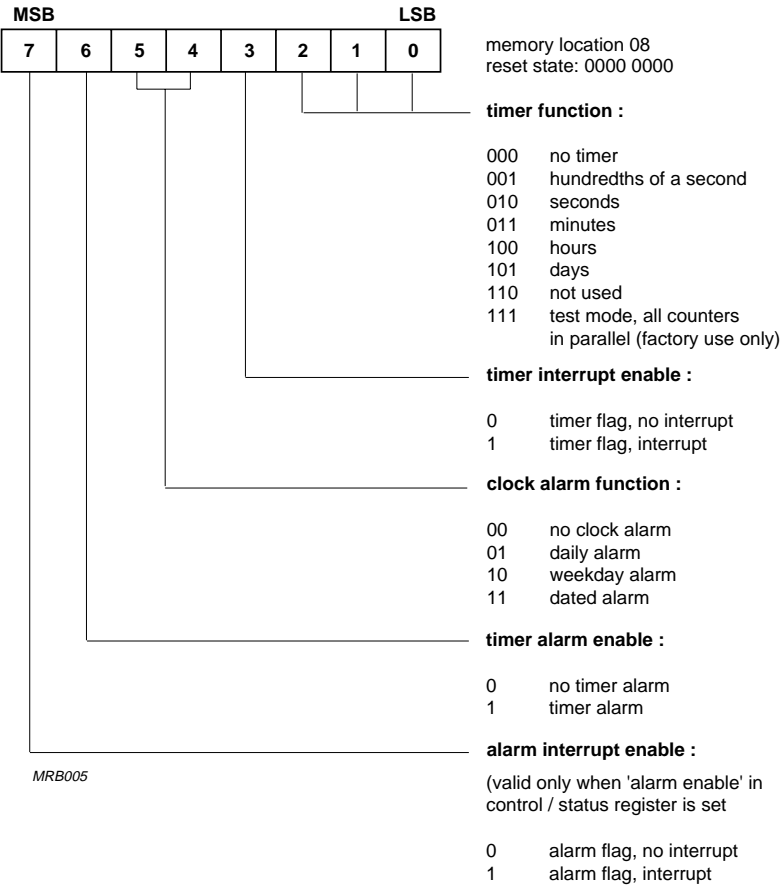 MSB LSB
7 6 5 4 3 2 1 0
memory location 08
reset state: 0000 0000
timer function :
000 no timer
001 hundredths of a second
010 seconds
011 minutes
100 hours
101 days
110 not used
111 test mode, all counters
in parallel (factory use only)
timer interrupt enable :
0 timer flag, no interrupt
1 timer flag, interrupt
clock alarm function :
00 no clock alarm
01 daily alarm
10 weekday alarm
11 dated alarm
timer alarm enable :
0 no timer alarm
1 timer alarm
alarm interrupt enable :
(valid only when 'alarm enable' in
control / status register is set
0 alarm flag, no interrupt
1 alarm flag, interrupt
MRB005